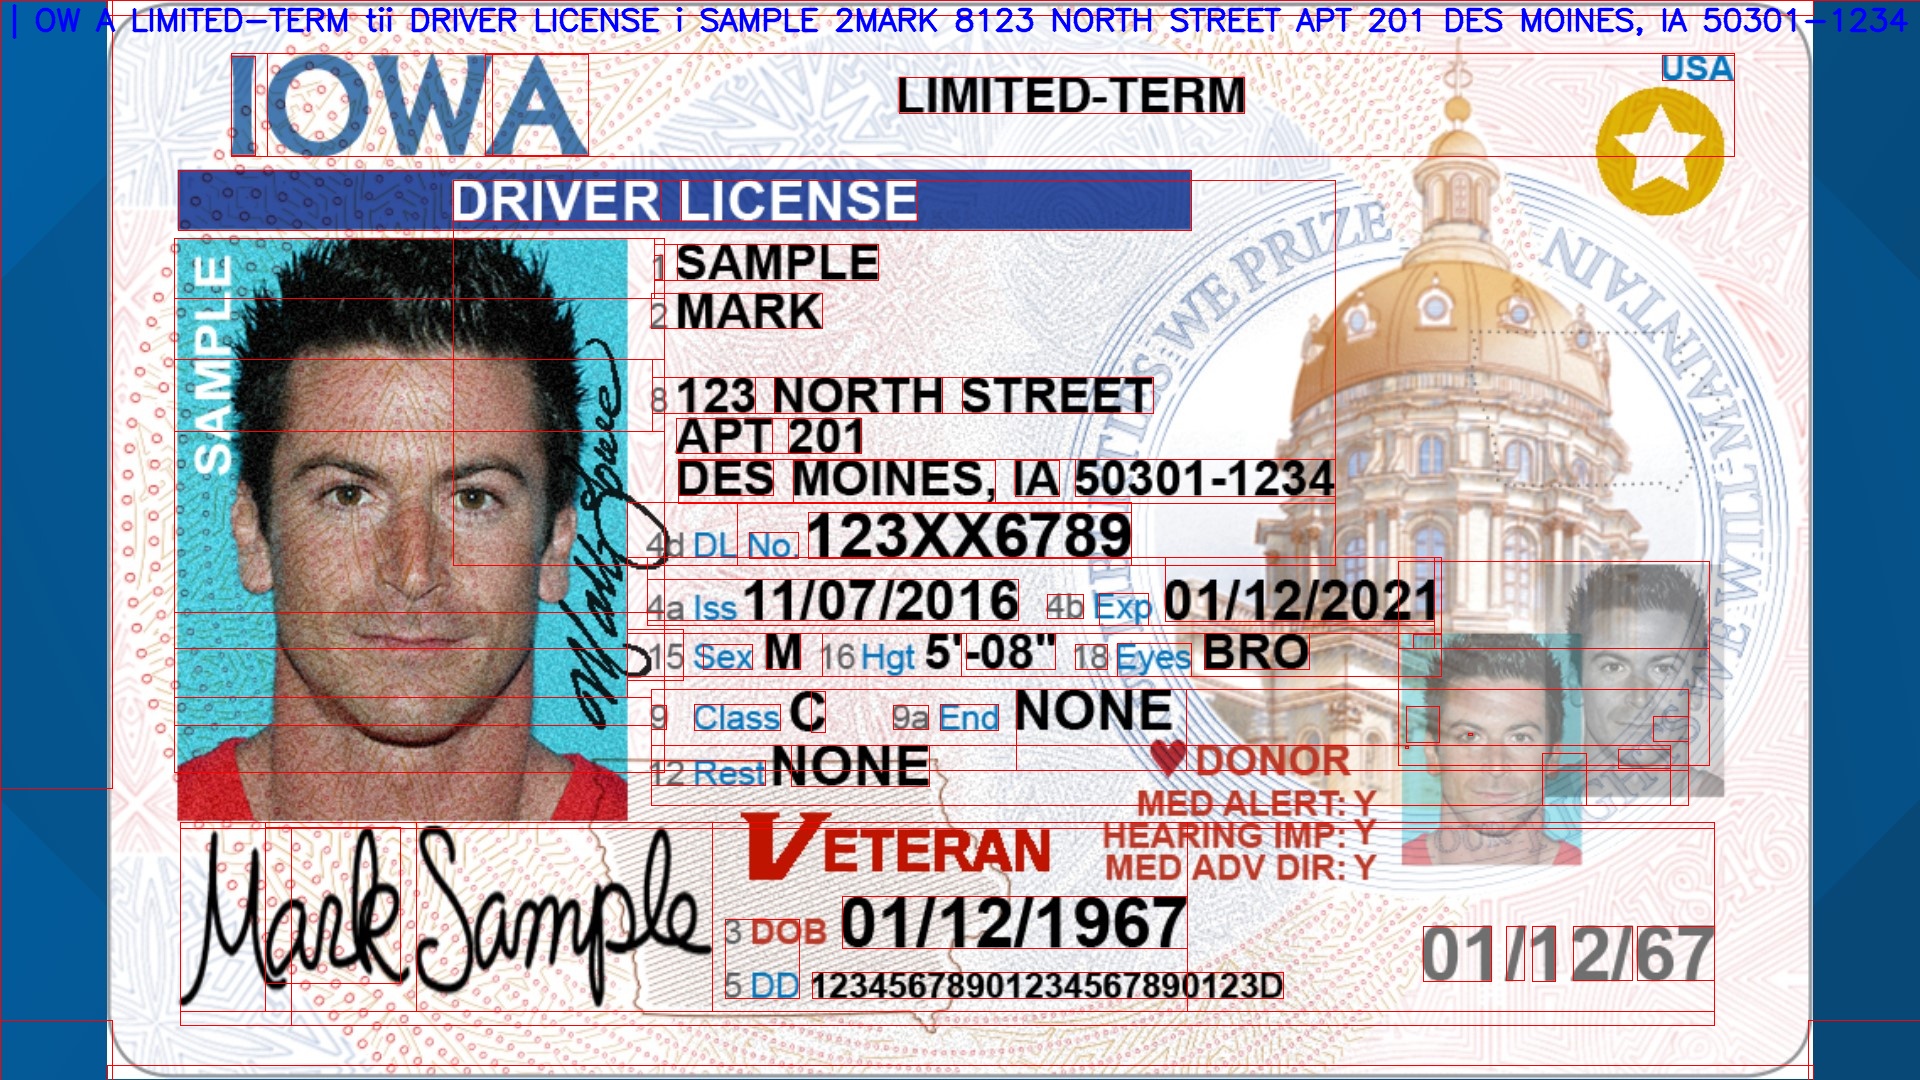 | OW A LIMITED-TERM tii DRIVER LICENSE i SAMPLE 2MARK 8123 NORTH STREET APT 201 DES MOINES, IA 50301-1234
IOWA
LIMITED-TERM
USA
DRIVER LICENSE
SAMPLE
1 SAMPLE
2 MARK
8 123 NORTH STREET
APT 201
DES MOINES, IA 50301-1234
4d DL No. 123XX6789
4a Iss 11/07/2016 4b Exp 01/12/2021
15 Sex M 16 Hgt 5'-08" 18 Eyes BRO
9 Class C 9a End NONE
12 Rest NONE
DONOR
MED ALERT: Y
HEARING IMP: Y
MED ADV DIR: Y
VETERAN
Mark Sample
3 DOB 01/12/1967
5 DD 12345678901234567890123D
01/12/67
WE PRIZE
MAINTAIN